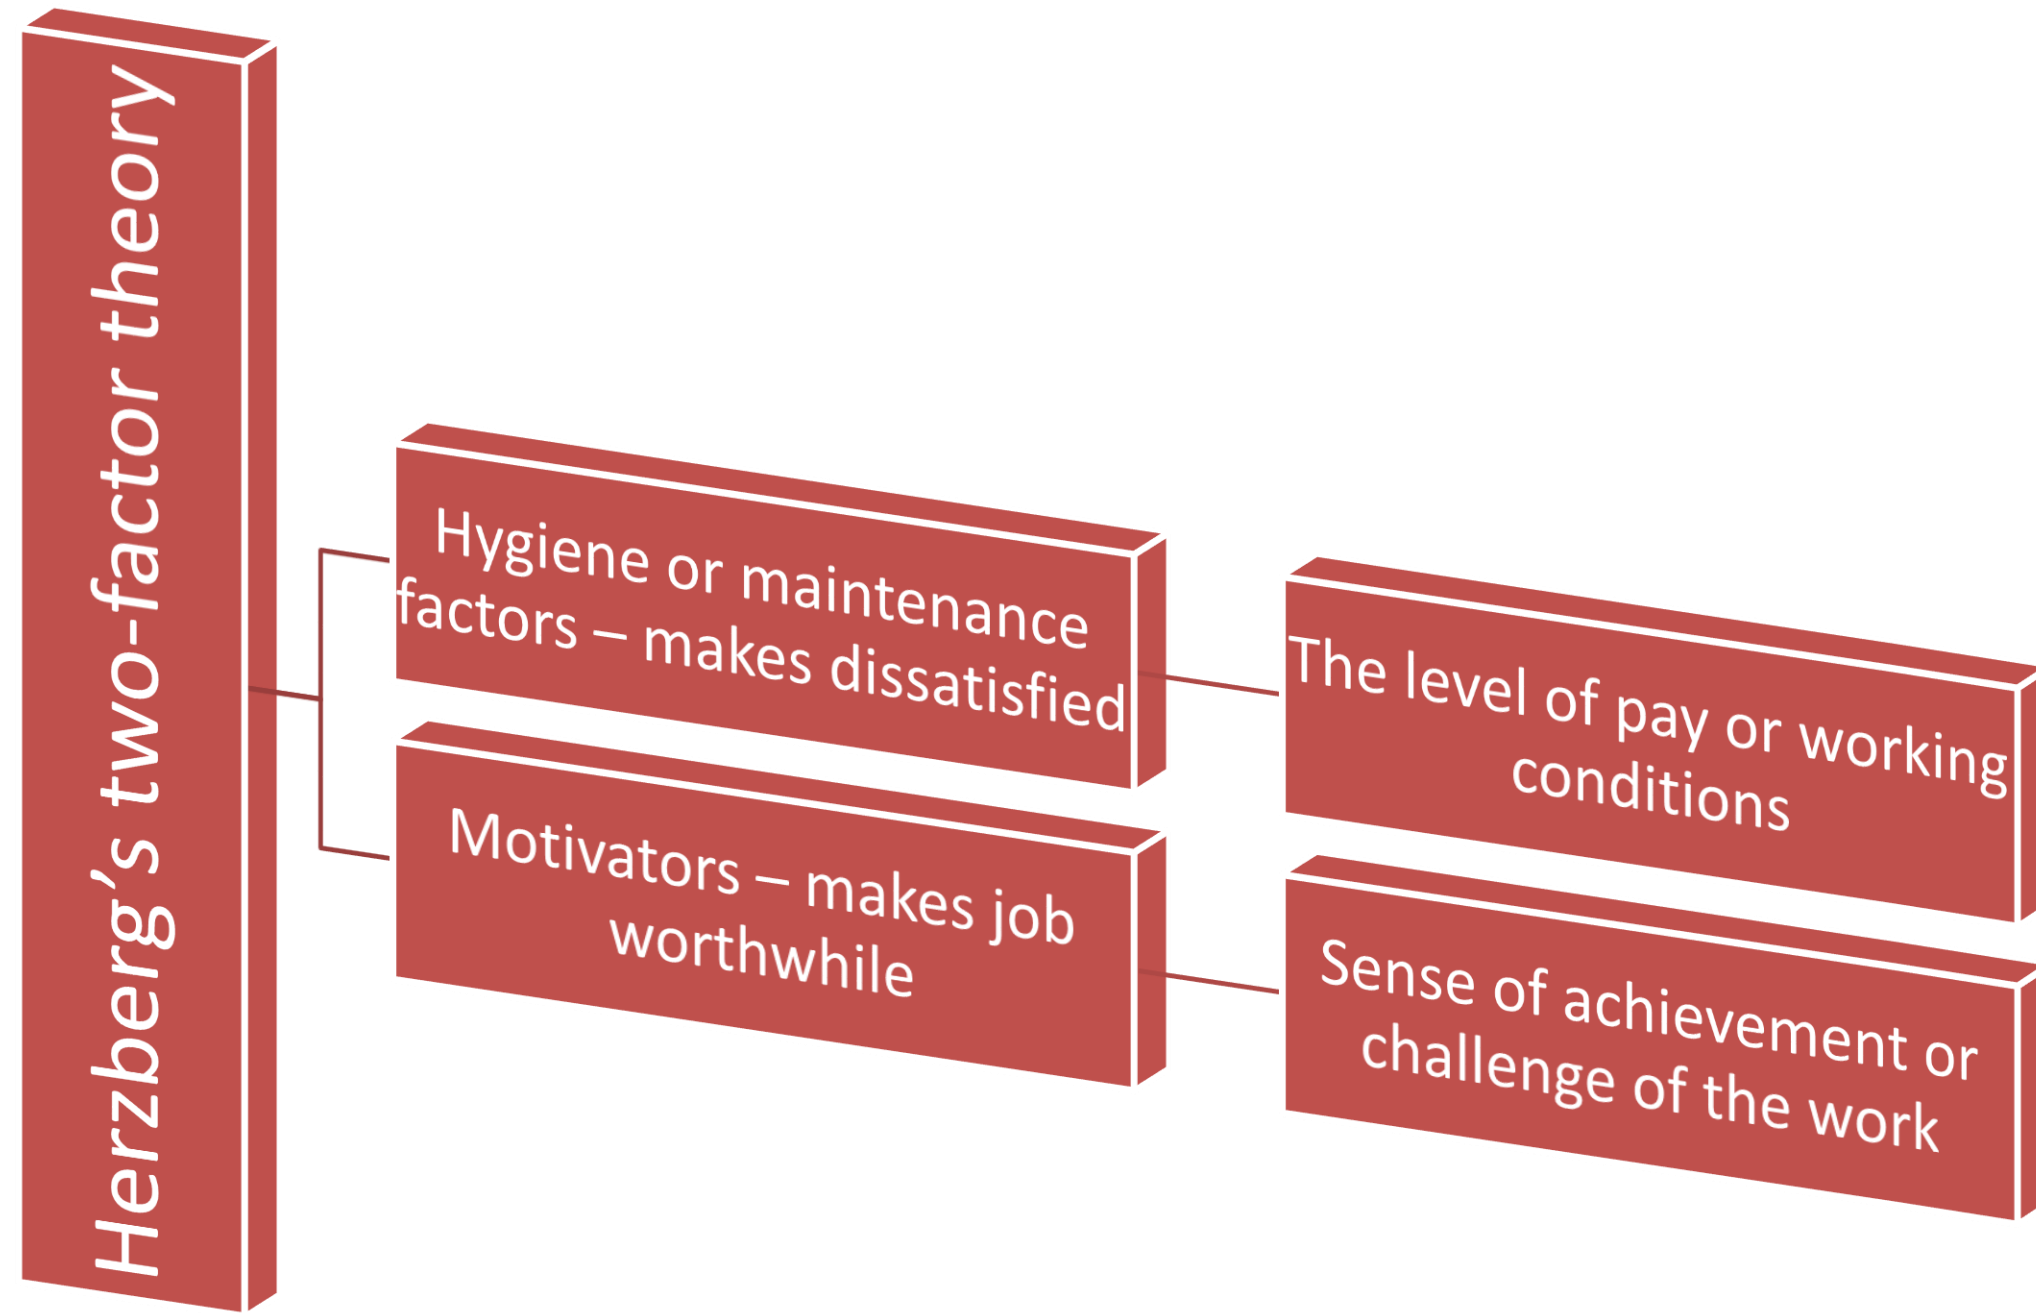 Herzberg’s two-factor theory
Hygiene or maintenance
factors – makes dissatisfied
The level of pay or working
conditions
Motivators – makes job
worthwhile
Sense of achievement or
challenge of the work